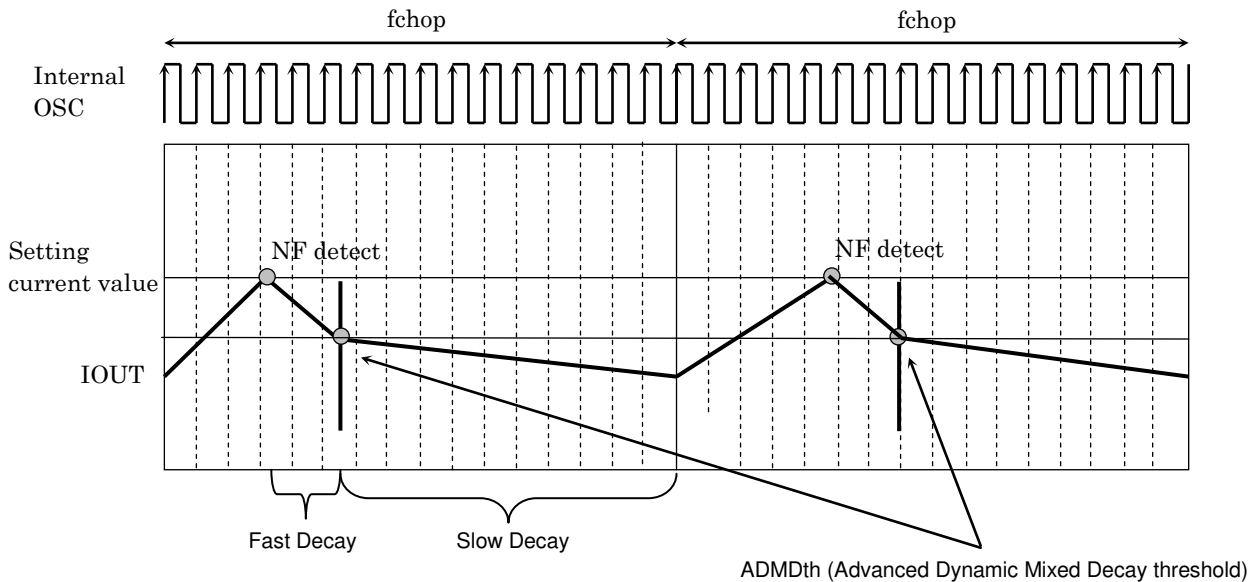 fchop
fchop
Internal
OSC
NF detect
NF detect
Setting
current value
IOUT
Fast Decay
Slow Decay
ADMDth (Advanced Dynamic Mixed Decay threshold)